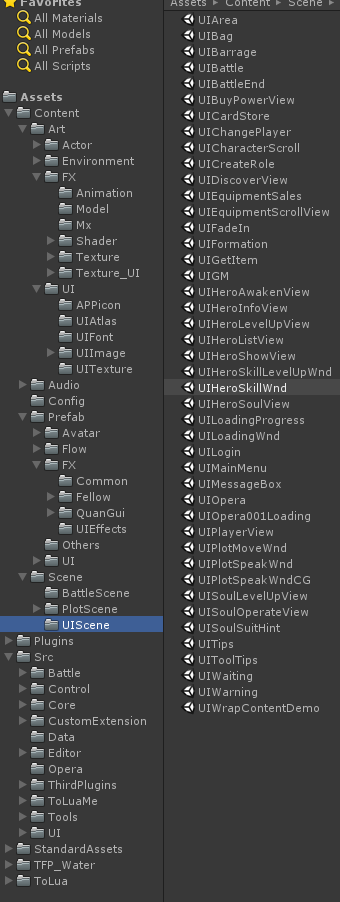 Favorites
All Materials
All Models
All Prefabs
All Scripts
Assets
Content
Art
Actor
Environment
FX
Animation
Model
Mx
Shader
Texture
Texture_UI
UI
APPicon
UIAtlas
UIFont
UIImage
UITexture
Audio
Config
Prefab
Avatar
Flow
FX
Common
Fellow
QuanGui
UIEffects
Others
UI
Scene
BattleScene
PlotScene
UIScene
Plugins
Src
Battle
Control
Core
CustomExtension
Data
Editor
Opera
ThirdPlugins
ToLuaMe
Tools
UI
StandardAssets
TFP_Water
ToLua
Assets Content Scene
UIArea
UIBag
UIBarrage
UIBattle
UIBattleEnd
UIBuyPowerView
UICardStore
UIChangePlayer
UICharacterScroll
UICreateRole
UIDiscoverView
UIEquipmentSales
UIEquipmentScrollView
UIFadeIn
UIFormation
UIGetItem
UIGM
UIHeroAwakenView
UIHeroInfoView
UIHeroLevelUpView
UIHeroListView
UIHeroShowView
UIHeroSkillLevelUpWnd
UIHeroSkillWnd
UIHeroSoulView
UILoadingProgress
UILoadingWnd
UILogin
UIMainMenu
UIMessageBox
UIOpera
UIOpera001Loading
UIPlayerView
UIPlotMoveWnd
UIPlotSpeakWnd
UIPlotSpeakWndCG
UISoulLevelUpView
UISoulOperateView
UISoulSuitHint
UITips
UIToolTips
UIWaiting
UIWarning
UIWrapContentDemo